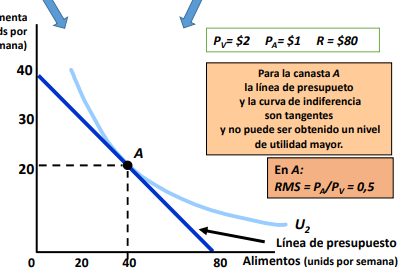 menta
ds por
mana)
P_V= $2 P_A= $1 R = $80
Para la canasta A
la línea de presupueto
y la curva de indiferencia
son tangentes
y no puede ser obtenido un nivel
de utilidad mayor.
40
30
A
En A:
RMS = P_A/P_V = 0,5
20
U_2
Línea de presupuesto
0 20 40 80 Alimentos (unids por semana)